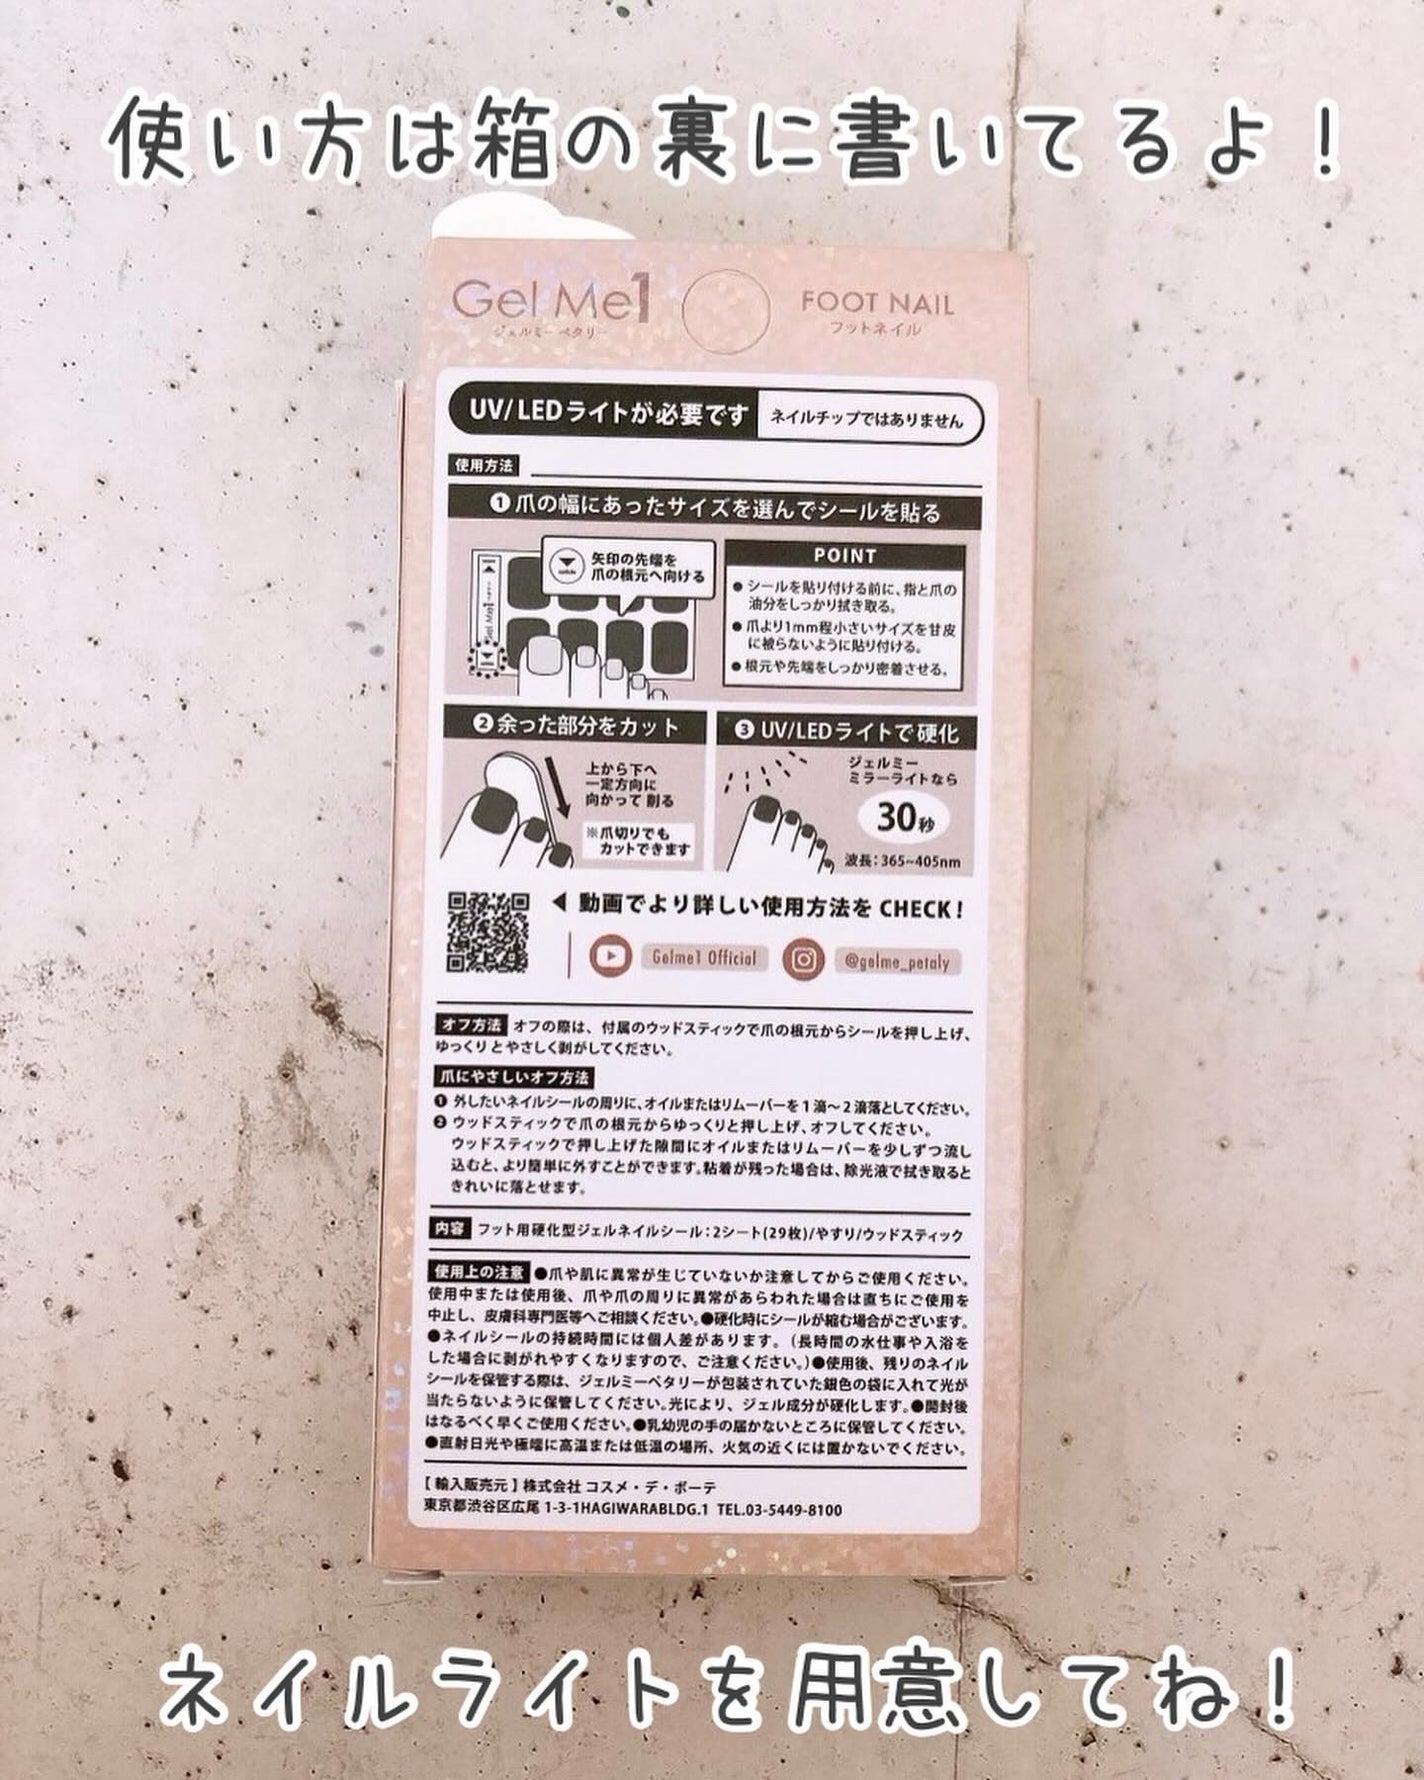 使い方は箱の裏に書いてるよ！
Gel Me1
ジェルミー ペタリー
FOOT NAIL
フットネイル
UV/LEDライトが必要です
ネイルチップではありません
使用方法
❶爪の幅にあったサイズを選んでシールを貼る
矢印の先端を
爪の根元へ向ける
Gel Me1
POINT
●シールを貼り付ける前に、指と爪の
油分をしっかり拭き取る。
●爪より1mm程小さいサイズを甘皮
に被らないように貼り付ける。
●根元や先端をしっかり密着させる。
❷余った部分をカット
上から下へ
一定方向に
向かって削る
※爪切りでも
カットできます
❸UV/LEDライトで硬化
ジェルミー
ミラーライトなら
30秒
波長：365~405nm
◀ 動画でより詳しい使用方法を CHECK！
Gelme1 Official
@gelme_petaly
オフ方法 オフの際は、付属のウッドスティックで爪の根元からシールを押し上げ、
ゆっくりとやさしく剥がしてください。
爪にやさしいオフ方法
❶ 外したいネイルシールの周りに、オイルまたはリムーバーを1滴～2滴落としてください。
❷ ウッドスティックで爪の根元からゆっくりと押し上げ、オフしてください。
ウッドスティックで押し上げた隙間にオイルまたはリムーバーを少しずつ流し
込むと、より簡単に外すことができます。粘着が残った場合は、除光液で拭き取ると
きれいに落とせます。
内容 フット用硬化型ジェルネイルシール：2シート(29枚)/やすり/ウッドスティック
使用上の注意 ●爪や肌に異常が生じていないか注意してからご使用ください。
使用中または使用後、爪や爪の周りに異常があらわれた場合は直ちにご使用を
中止し、皮膚科専門医等へご相談ください。●硬化時にシールが縮む場合がございます。
●ネイルシールの持続時間には個人差があります。（長時間の水仕事や入浴を
した場合に剥がれやすくなりますので、ご注意ください。）●使用後、残りのネイル
シールを保管する際は、ジェルミーペタリーが包装されていた銀色の袋に入れて光が
当たらないように保管してください。光により、ジェル成分が硬化します。●開封後
はなるべく早くご使用ください。●乳幼児の手の届かないところに保管してください。
●直射日光や極端に高温または低温の場所、火気の近くには置かないでください。
【輸入販売元】株式会社 コスメ・デ・ボーテ
東京都渋谷区広尾 1-3-1HAGIWARABLDG.1 TEL.03-5449-8100
ネイルライトを用意してね！